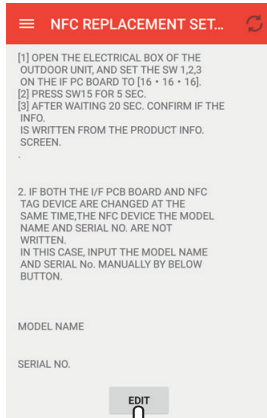 NFC REPLACEMENT SET...
[1] OPEN THE ELECTRICAL BOX OF THE
OUTDOOR UNIT, AND SET THE SW 1,2,3
ON THE IF PC BOARD TO [16・16・16].
[2] PRESS SW15 FOR 5 SEC.
[3] AFTER WAITING 20 SEC. CONFIRM IF THE
INFO.
IS WRITTEN FROM THE PRODUCT INFO.
SCREEN.
.
2. IF BOTH THE I/F PCB BOARD AND NFC
TAG DEVICE ARE CHANGED AT THE
SAME TIME,THE NFC DEVICE THE MODEL
NAME AND SERIAL NO. ARE NOT
WRITTEN.
IN THIS CASE, INPUT THE MODEL NAME
AND SERIAL No. MANUALLY BY BELOW
BUTTON.
MODEL NAME
SERIAL NO.
EDIT